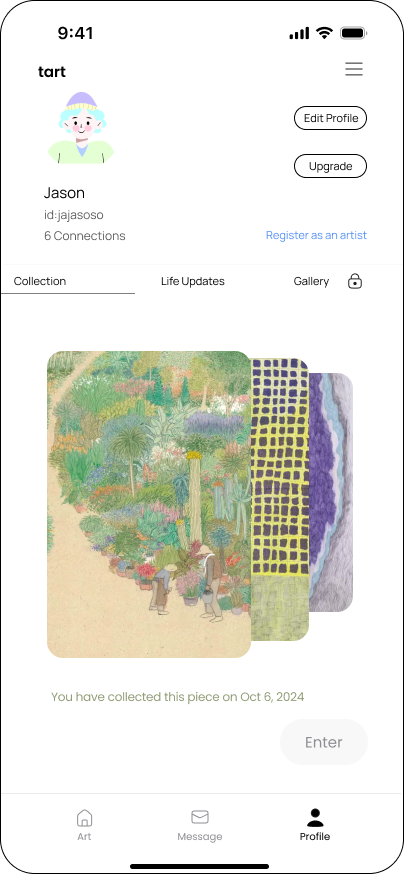 9:41
tart
Edit Profile
Upgrade
Jason
id:jajasoso
6 Connections
Register as an artist
Collection
Life Updates
Gallery
You have collected this piece on Oct 6, 2024
Enter
Art
Message
Profile